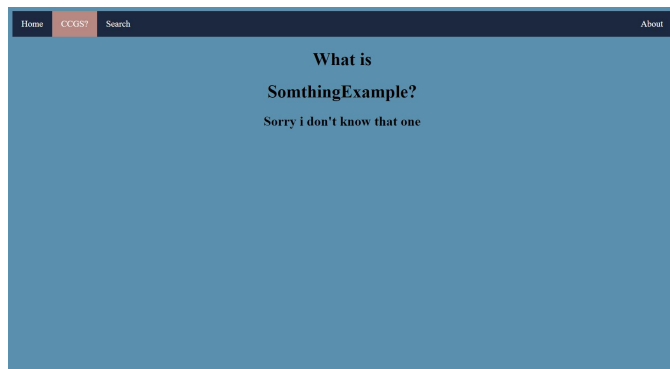 Home CCGS? Search About
What is
SomthingExample?
Sorry i don't know that one